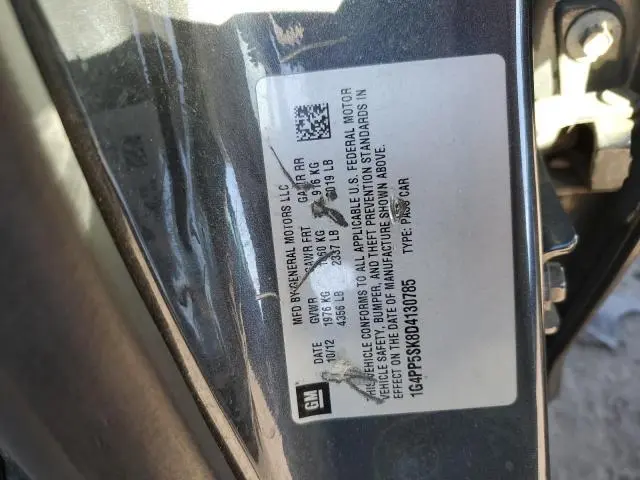 GM
MFD BY GENERAL MOTORS LLC
DATE GVWR GAWR FRT GAWR RR
10/12 1976 KG 1060 KG 916 KG
4356 LB 2337 LB 2019 LB
THIS VEHICLE CONFORMS TO ALL APPLICABLE U.S. FEDERAL MOTOR
VEHICLE SAFETY, BUMPER, AND THEFT PREVENTION STANDARDS IN
EFFECT ON THE DATE OF MANUFACTURE SHOWN ABOVE.
1G4PP5SK8D4130785 TYPE: PASS CAR